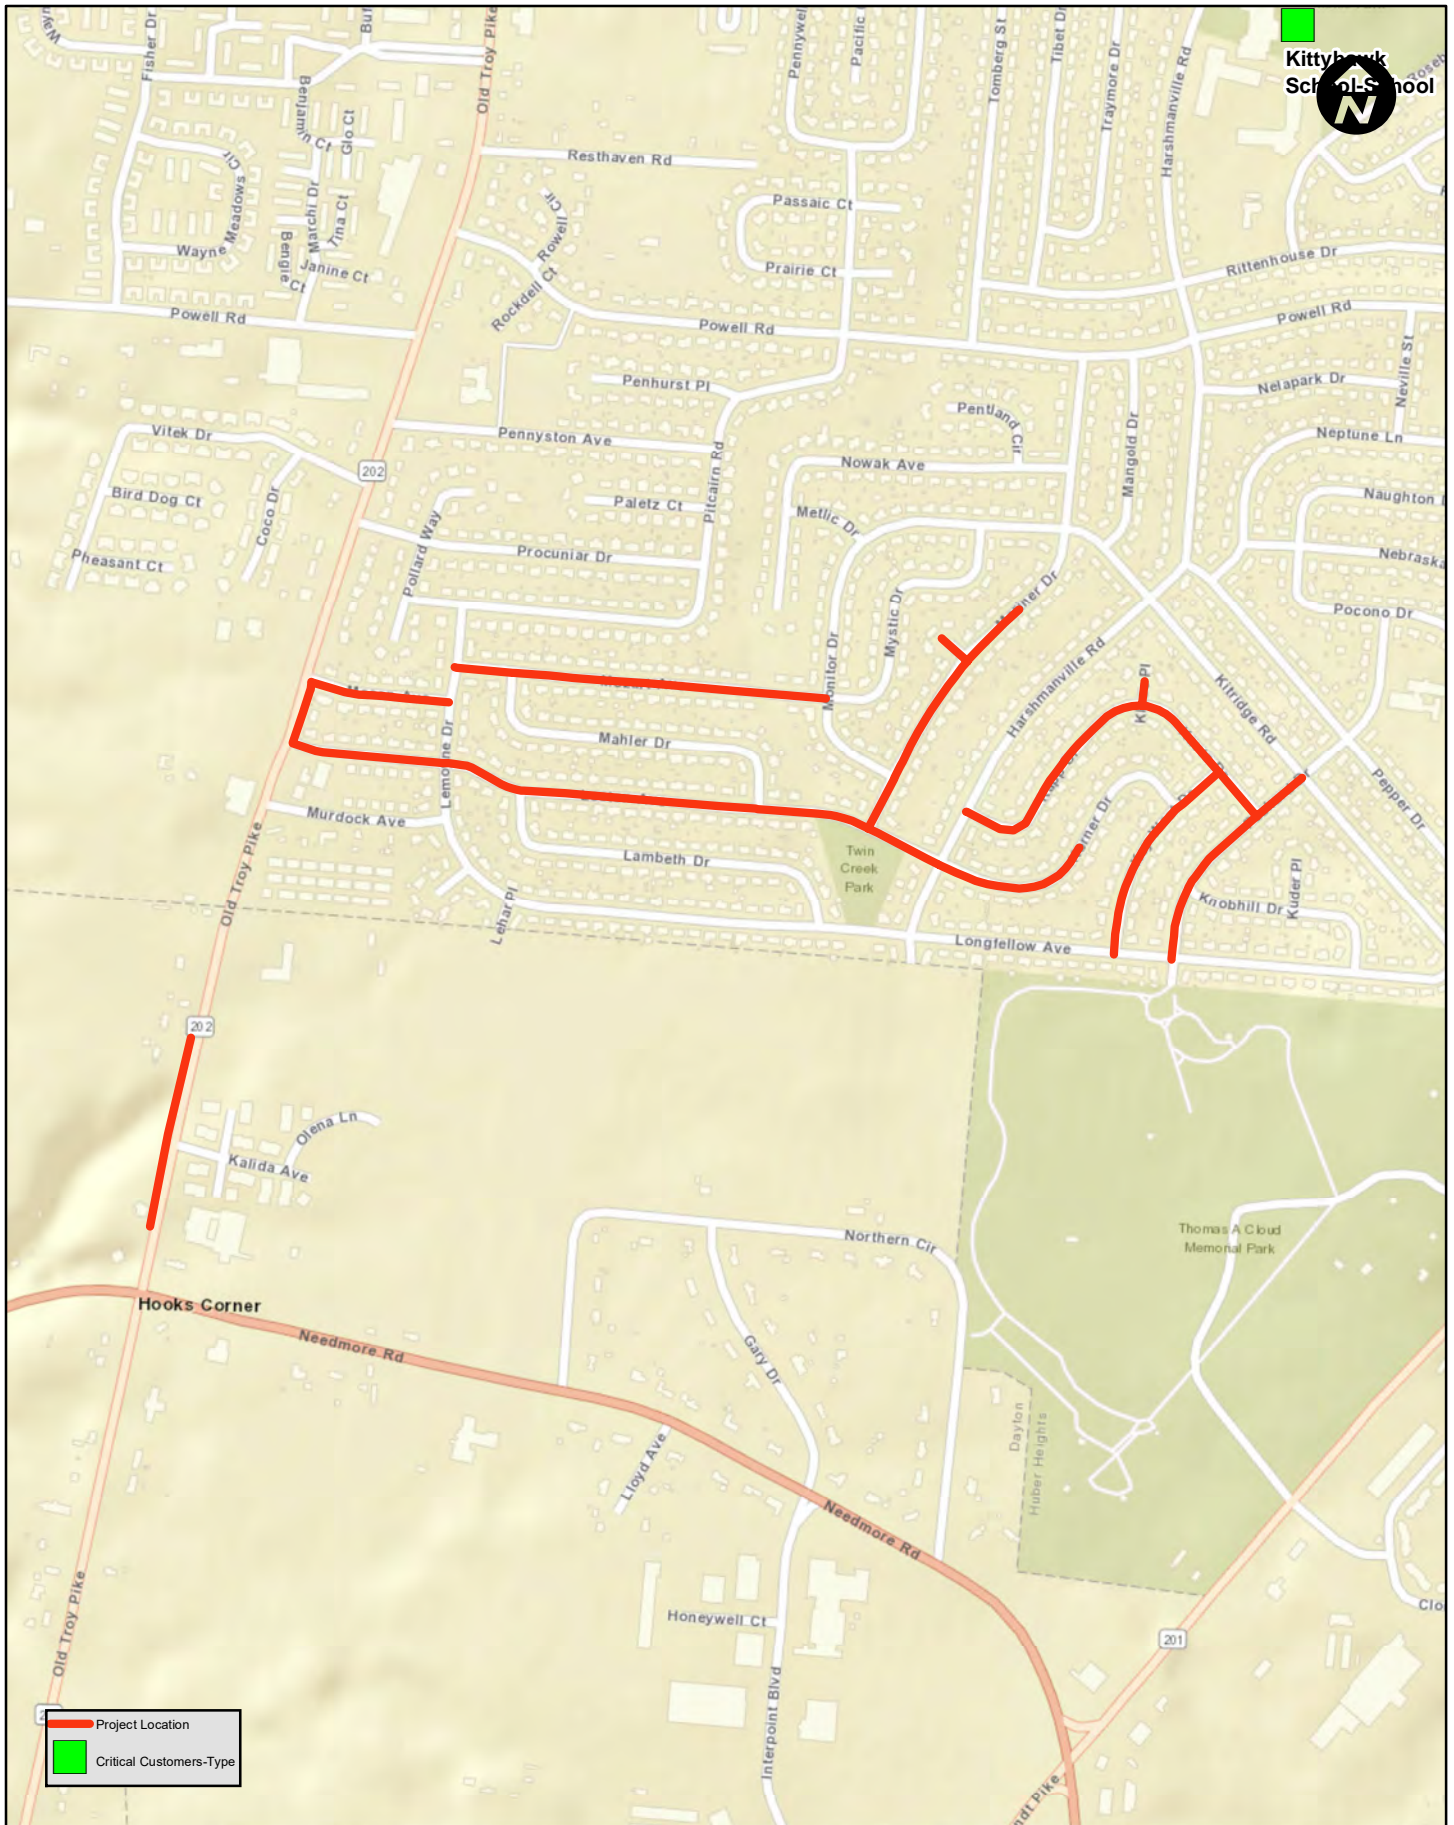 Fisher Dr
Old Troy Pike
Pacific
Tomberg St
Tibet Dr
Traymore Dr
Harshmanville Rd
Kittyhawk
School-School
N
Benjamin Ct
Glo Ct
Resthaven Rd
Wayne Meadows Cir
Marchi Dr
Tina Ct
Bengie Ct
Janine Ct
Rowell Cir
Rockdell Ct
Passaic Ct
Prairie Ct
Rittenhouse Dr
Powell Rd
Powell Rd
Powell Rd
Penhurst Pl
Nelapark Dr
Neville St
Pentland Cir
Mangold Dr
Vitek Dr
Pennyston Ave
Neptune Ln
202
Nowak Ave
Bird Dog Ct
Coco Dr
Paletz Ct
Pitcairn Rd
Metlic Dr
Naughton
Pheasant Ct
Pollard Way
Procuniar Dr
Nebraska
Mystic Dr
Pocono Dr
Monitor Dr
Harshmanville Rd
Kitridge Rd
Mahler Dr
Lemoyne Dr
Murdock Ave
Pepper Dr
Lambeth Dr
Twin
Creek
Park
Kuder Pl
Knobhill Dr
Old Troy Pike
Lehar Pl
Longfellow Ave
202
Olena Ln
Kalida Ave
Thomas A Cloud
Memorial Park
Northern Cir
Hooks Corner
Needmore Rd
Gary Dr
Dayton
Huber Heights
Lloyd Ave
Needmore Rd
Old Troy Pike
Honeywell Ct
Clo
201
Interpoint Blvd
Project Location
Critical Customers-Type
ndt Pike